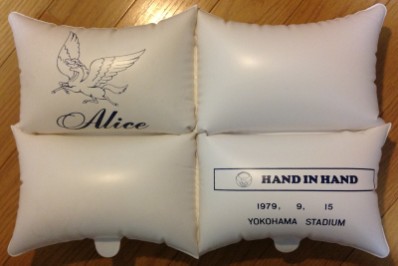 Alice
HAND IN HAND
1979. 9. 15
YOKOHAMA STADIUM